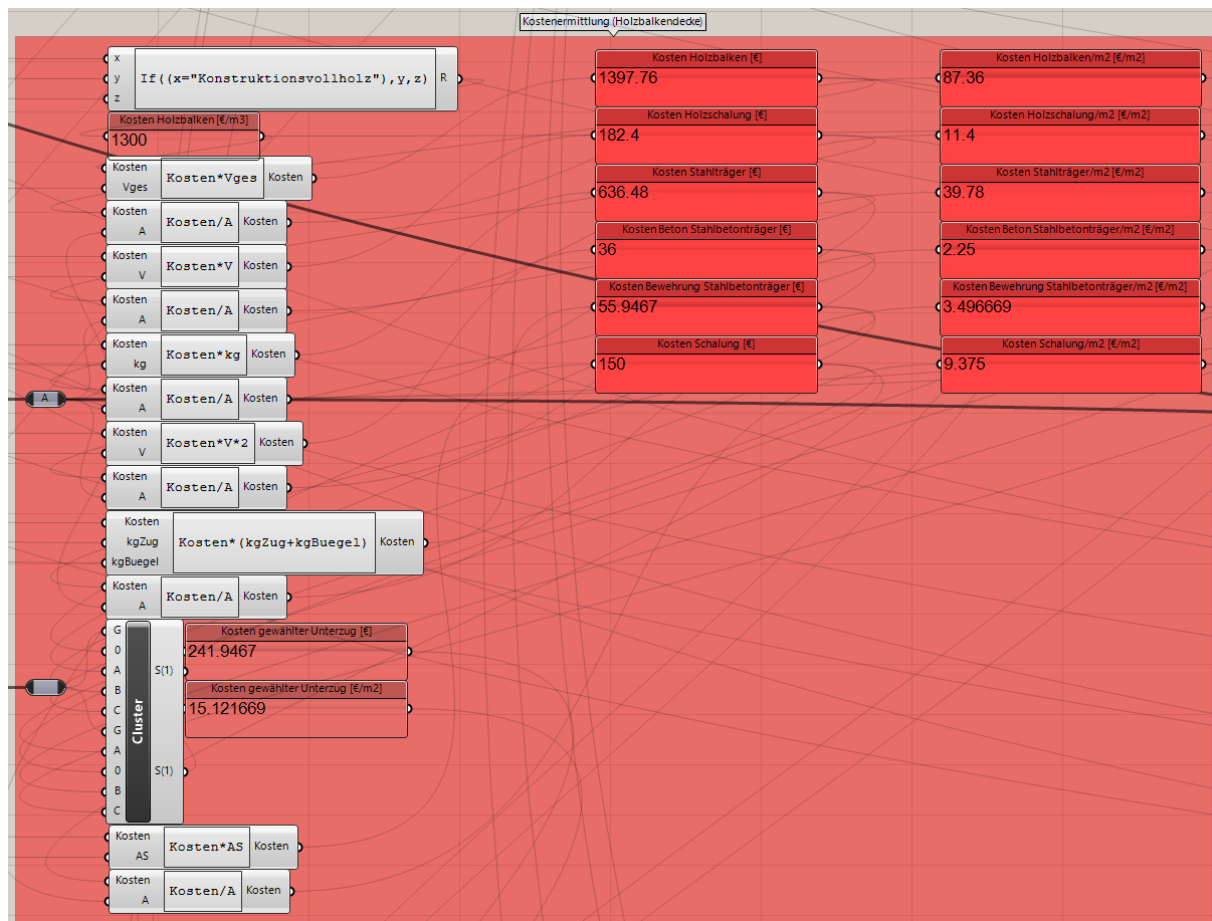 Kostenermittlung (Holzbalkendecke)
x
y
z
If((x="Konstruktionsvollholz"),y,z)
R
Kosten Holzbalken [€/m3]
1300
Kosten
Vges
Kosten*Vges
Kosten
Kosten
A
Kosten/A
Kosten
Kosten
V
Kosten*V
Kosten
Kosten
A
Kosten/A
Kosten
Kosten
kg
Kosten*kg
Kosten
A
Kosten
A
Kosten/A
Kosten
Kosten
V
Kosten*V*2
Kosten
Kosten
A
Kosten/A
Kosten
Kosten
kgZug
kgBuegel
Kosten*(kgZug+kgBuegel)
Kosten
Kosten
A
Kosten/A
Kosten
G
0
A
B
C
G
A
0
B
C
Cluster
S(1)
S(1)
Kosten gewählter Unterzug [€]
241.9467
Kosten gewählter Unterzug [€/m2]
15.121669
Kosten
AS
Kosten*AS
Kosten
Kosten
A
Kosten/A
Kosten
Kosten Holzbalken [€]
1397.76
Kosten Holzschalung [€]
182.4
Kosten Stahlträger [€]
636.48
Kosten Beton Stahlbetonträger [€]
36
Kosten Bewehrung Stahlbetonträger [€]
55.9467
Kosten Schalung [€]
150
Kosten Holzbalken/m2 [€/m2]
87.36
Kosten Holzschalung/m2 [€/m2]
11.4
Kosten Stahlträger/m2 [€/m2]
39.78
Kosten Beton Stahlbetonträger/m2 [€/m2]
2.25
Kosten Bewehrung Stahlbetonträger/m2 [€/m2]
3.496669
Kosten Schalung/m2 [€/m2]
9.375